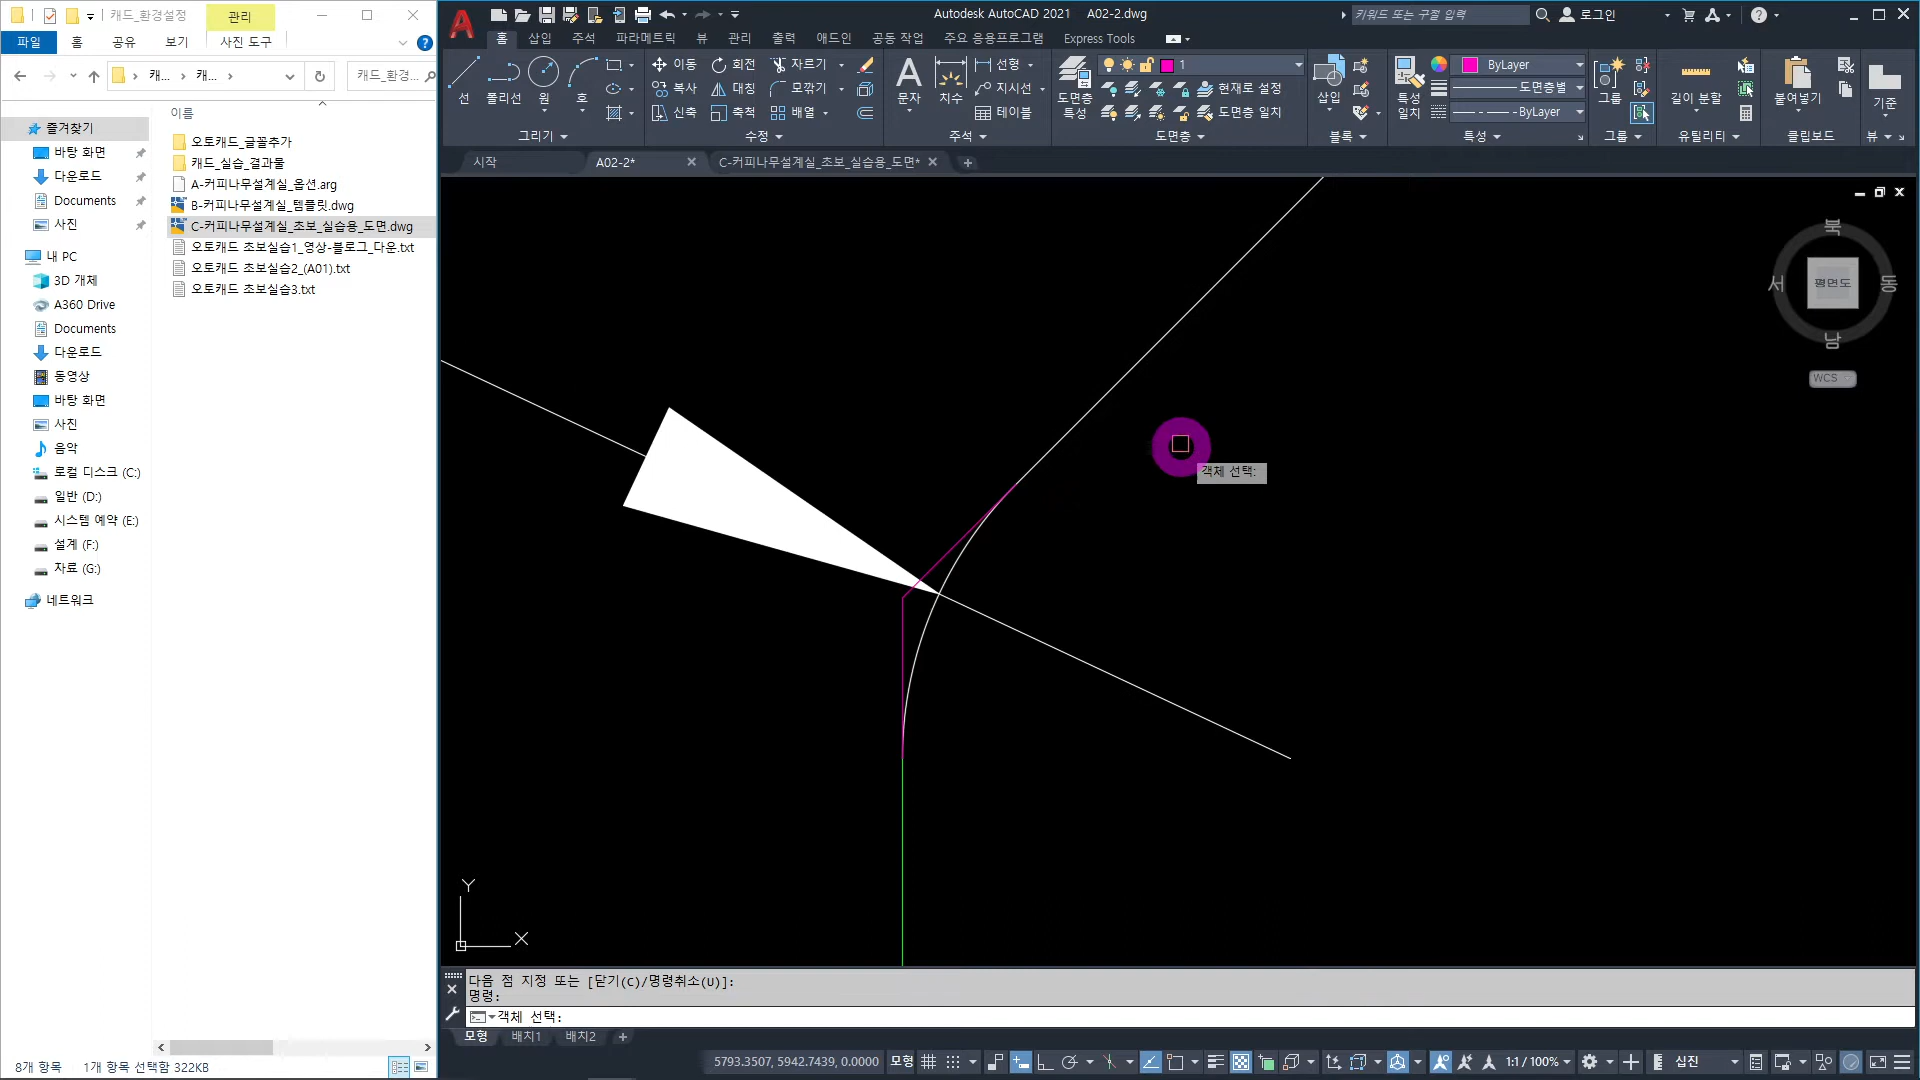 캐드_환경설정
관리
파일
홈
공유
보기
사진 도구
캐...
캐...
캐드_환경...
이름
즐겨찾기
바탕 화면
다운로드
Documents
사진
내 PC
3D 개체
A360 Drive
Documents
다운로드
동영상
바탕 화면
사진
음악
로컬 디스크 (C:)
일반 (D:)
시스템 예약 (E:)
설계 (F:)
자료 (G:)
네트워크
오토캐드_글꼴추가
캐드_실습_결과물
A-커피나무설계실_옵션.arg
B-커피나무설계실_템플릿.dwg
C-커피나무설계실_초보_실습용_도면.dwg
오토캐드 초보실습1_영상-블로그_다운.txt
오토캐드 초보실습2_(A01).txt
오토캐드 초보실습3.txt
8개 항목
1개 항목 선택함 322KB
Autodesk AutoCAD 2021 A02-2.dwg
키워드 또는 구절 입력
로그인
홈 삽입 주석 파라메트릭 뷰 관리 출력 애드인 공동 작업 주요 응용프로그램 Express Tools
선
폴리선
원
호
그리기
이동
회전
자르기
복사
대칭
모깎기
신축
축척
배열
수정
문자
치수
선형
지시선
테이블
주석
도면층
특성
1
현재로 설정
도면층 일치
도면층
삽입
블록
특성
일치
ByLayer
도면층별
ByLayer
특성
그룹
그룹
길이 분할
유틸리티
붙여넣기
클립보드
기준
뷰
시작
A02-2*
C-커피나무설계실_초보_실습용_도면*
북
서
평면도
동
남
WCS
객체 선택:
Y
X
다음 점 지정 또는 [닫기(C)/명령취소(U)]:
명령:
객체 선택:
모형
배치1
배치2
5793.3507, 5942.7439, 0.0000
모형
1:1 / 100%
십진